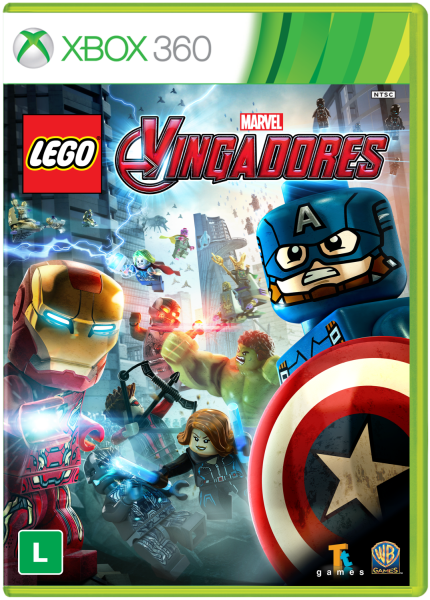 XBOX 360
NTSC
LEGO
MARVEL
VINGADORES
A
L
Tt
games
WB
GAMES